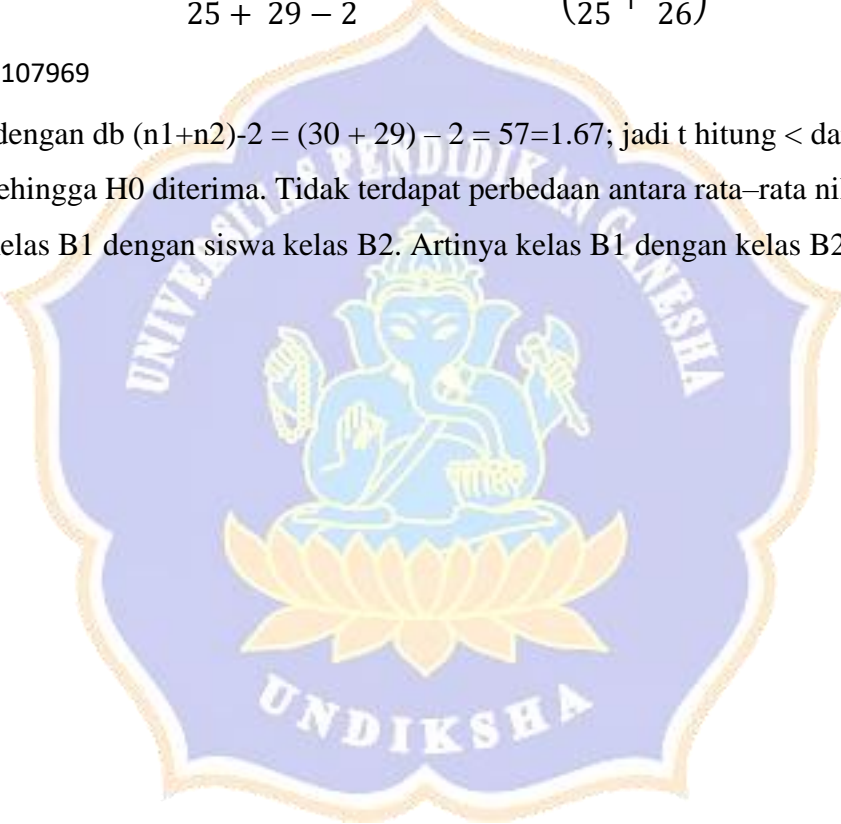 25 + 29 − 2 (25 + 26)
107969
dengan db (n1+n2)-2 = (30 + 29) – 2 = 57=1.67; jadi t hitung < da
ehingga H0 diterima. Tidak terdapat perbedaan antara rata–rata nil
elas B1 dengan siswa kelas B2. Artinya kelas B1 dengan kelas B2
UNIVERSITAS PENDIDIKAN GANESHA
UNDIKSHA